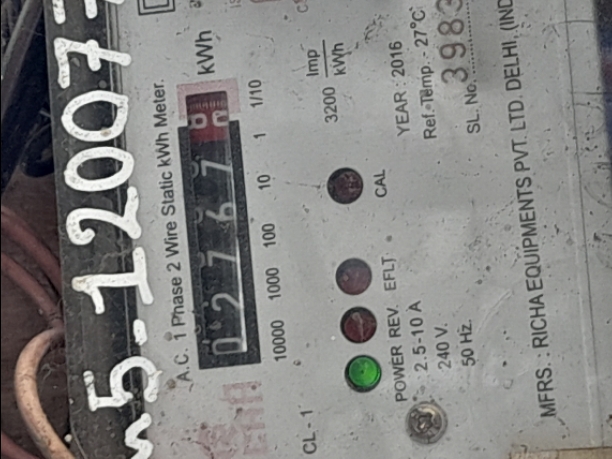 m5-12007
A.C. 1 Phase 2 Wire Static kWh Meter.
kWh
02767
10000 1000 100 10 1 1/10
3200 Imp/kWh
CL - 1
POWER REV. EFLT CAL
2.5-10 A
240 V.
50 Hz.
YEAR : 2016
Ref. Temp. - 27°C
SL. No. 3983
MFRS. : RICHA EQUIPMENTS PVT. LTD. DELHI, (IND